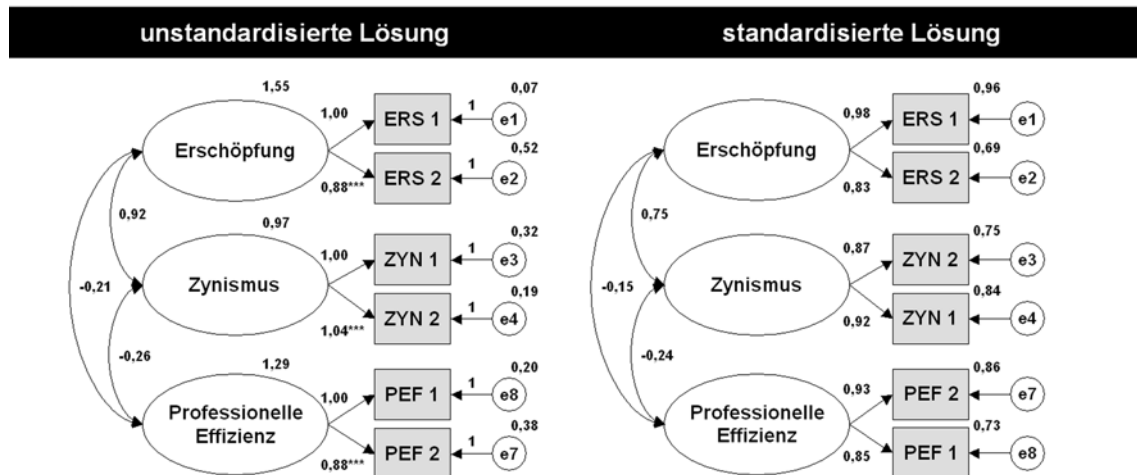 unstandardisierte Lösung
1,55
Erschöpfung
1,00
0,88***
ERS 1
ERS 2
1
1
0,07
e1
0,52
e2
0,92
-0,21
-0,26
0,97
Zynismus
1,00
1,04***
ZYN 1
ZYN 2
1
1
0,32
e3
0,19
e4
1,29
Professionelle
Effizienz
1,00
0,88***
PEF 1
PEF 2
1
1
0,20
e8
0,38
e7
standardisierte Lösung
Erschöpfung
0,98
0,83
ERS 1
ERS 2
0,96
e1
0,69
e2
0,75
-0,15
-0,24
Zynismus
0,87
0,92
ZYN 2
ZYN 1
0,75
e3
0,84
e4
Professionelle
Effizienz
0,93
0,85
PEF 2
PEF 1
0,86
e7
0,73
e8